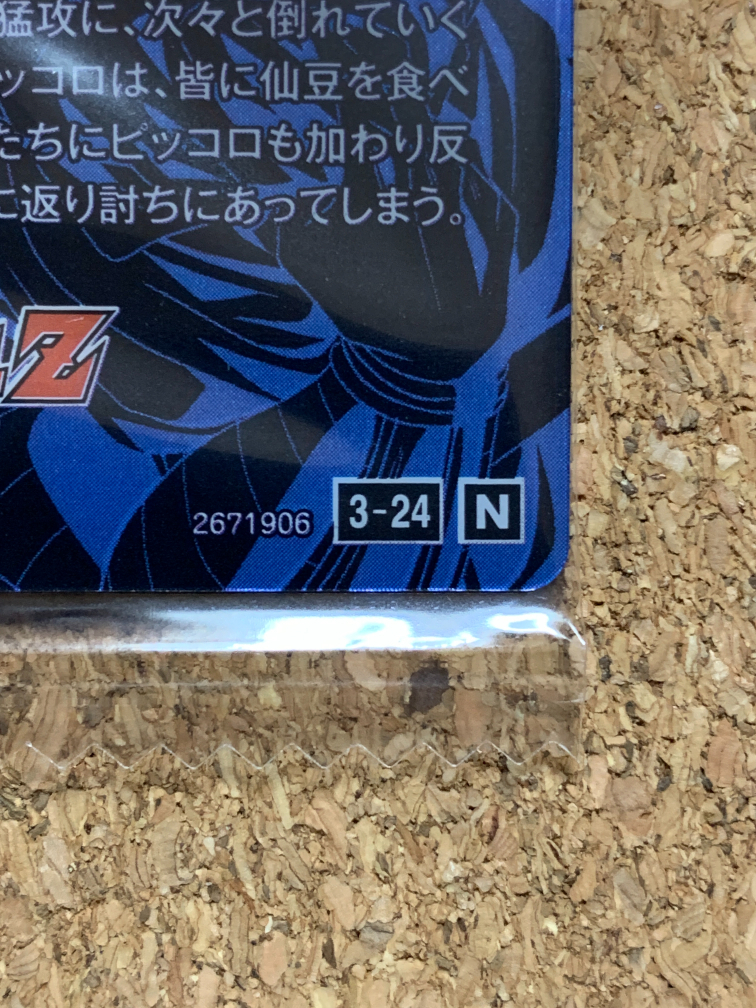 猛攻に、次々と倒れていく
ッコロは、皆に仙豆を食べ
たちにピッコロも加わり反
に返り討ちにあってしまう。
Z
2671906 3-24 N